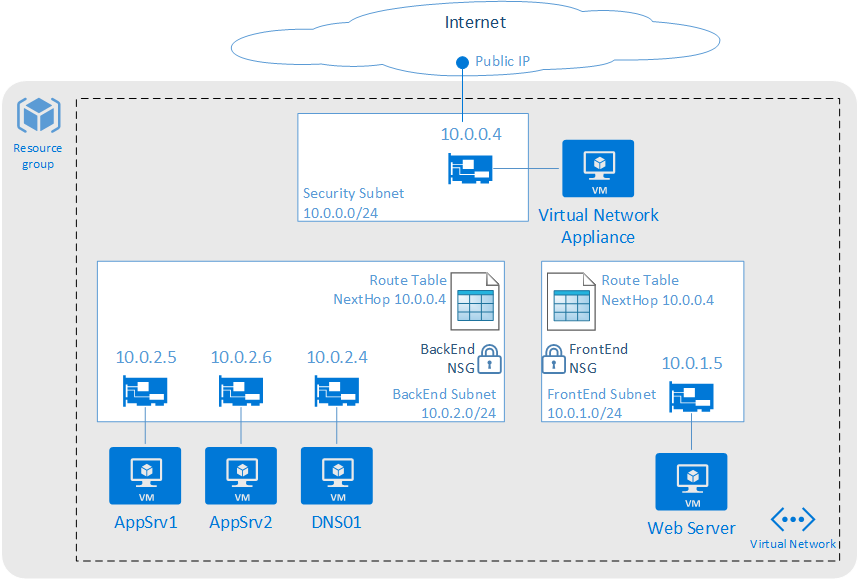 Internet
Public IP
Resource
group
10.0.0.4
Security Subnet
10.0.0.0/24
VM
Virtual Network
Appliance
Route Table
NextHop 10.0.0.4
BackEnd
NSG
BackEnd Subnet
10.0.2.0/24
10.0.2.5
10.0.2.6
10.0.2.4
VM
AppSrv1
VM
AppSrv2
VM
DNS01
Route Table
NextHop 10.0.0.4
FrontEnd
NSG
FrontEnd Subnet
10.0.1.0/24
10.0.1.5
VM
Web Server
Virtual Network